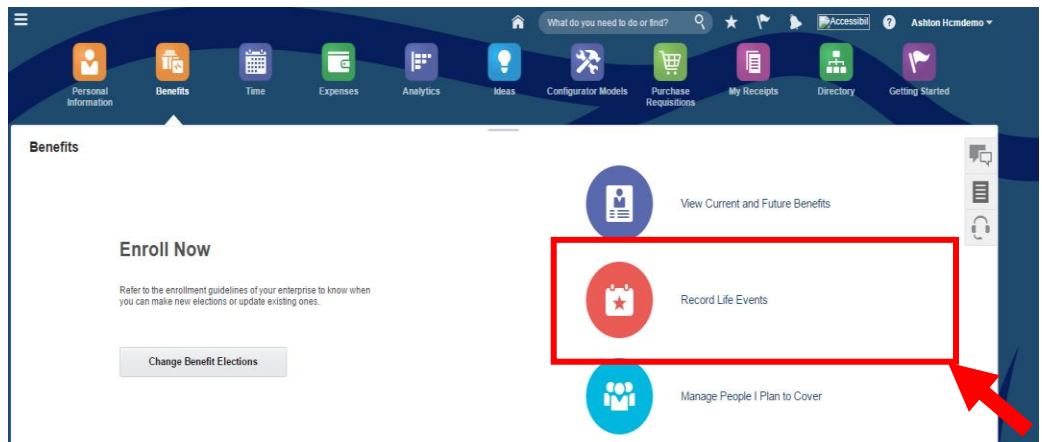 What do you need to do or find?
Accessibil
?
Ashton Hcmdemo
Personal
Information
Benefits
Time
Expenses
Analytics
Ideas
Configurator Models
Purchase
Requisitions
My Receipts
Directory
Getting Started
Benefits
View Current and Future Benefits
Enroll Now
Refer to the enrollment guidelines of your enterprise to know when
you can make new elections or update existing ones.
Record Life Events
Change Benefit Elections
Manage People I Plan to Cover